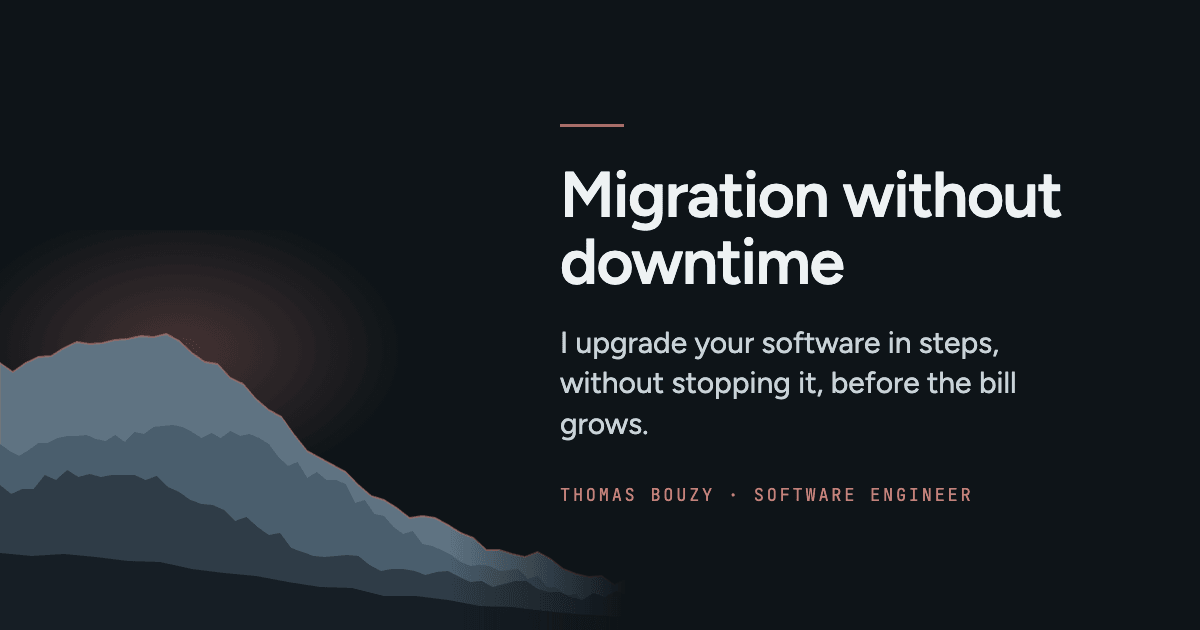 Migration without
downtime
I upgrade your software in steps,
without stopping it, before the bill
grows.
THOMAS BOUZY · SOFTWARE ENGINEER